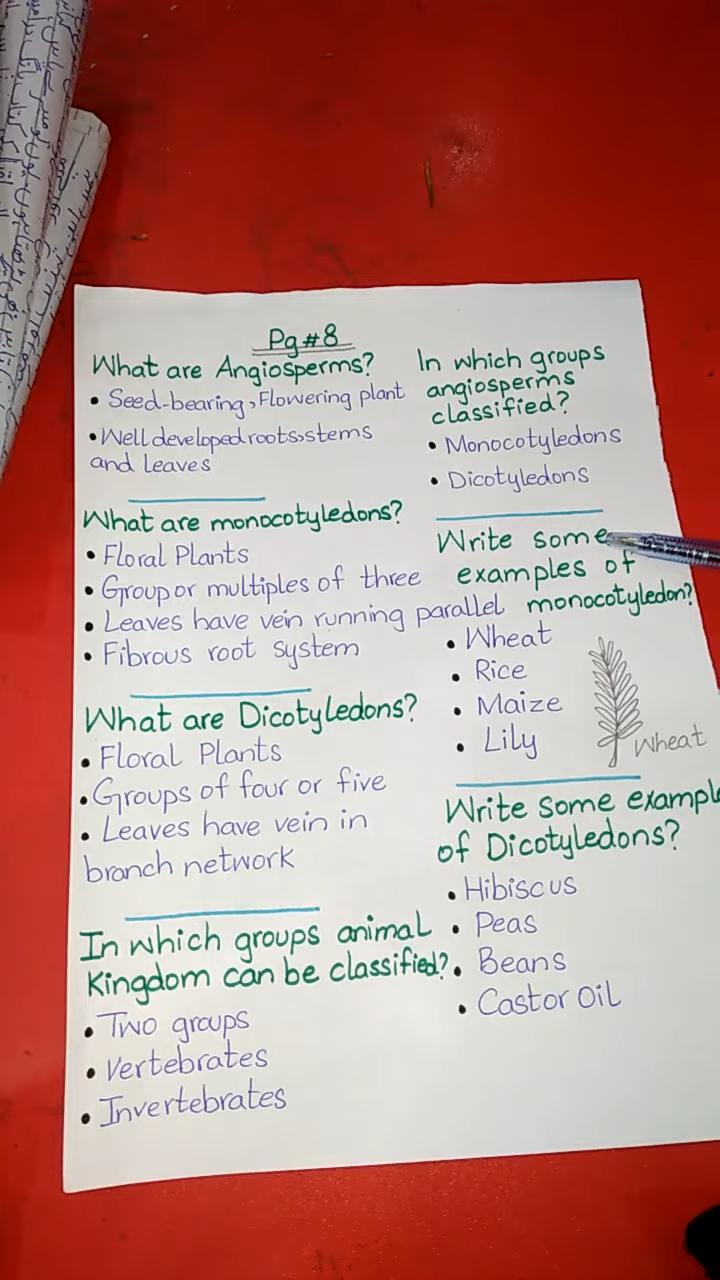 Pg#8
What are Angiosperms?
• Seed-bearing, Flowering plant
• Well developed roots, stems
and leaves
What are monocotyledons?
• Floral Plants
• Group or multiples of three
• Leaves have vein running parallel
• Fibrous root system
What are Dicotyledons?
• Floral Plants
• Groups of four or five
• Leaves have vein in
branch network
In which groups animal
Kingdom can be classified?
• Two groups
• Vertebrates
• Invertebrates
In which groups
angiosperms
classified?
• Monocotyledons
• Dicotyledons
Write some
examples of
monocotyledon?
• Wheat
• Rice
• Maize
• Lily
Wheat
Write some example
of Dicotyledons?
• Hibiscus
• Peas
• Beans
• Castor Oil